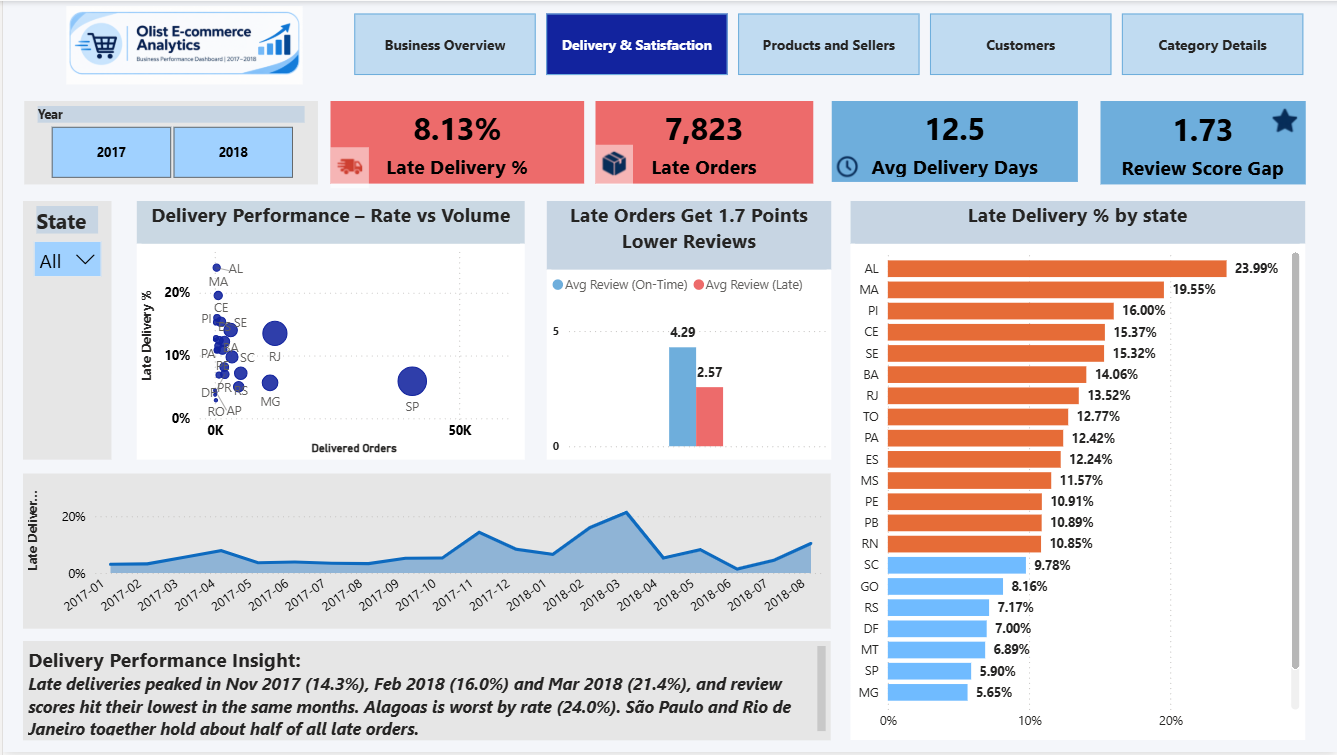 Olist E-commerce
Analytics
Business Performance Dashboard | 2017–2018
Business Overview
Delivery & Satisfaction
Products and Sellers
Customers
Category Details
Year
2017
2018
8.13%
Late Delivery %
7,823
Late Orders
12.5
Avg Delivery Days
1.73
Review Score Gap
State
All
Delivery Performance – Rate vs Volume
Late Delivery %
20%
10%
0%
AL
MA
CE
PI
SE
PA
SC
RJ
PR
RS
MG
SP
RO
AP
0K
50K
Delivered Orders
Late Orders Get 1.7 Points
Lower Reviews
Avg Review (On-Time)
Avg Review (Late)
5
4.29
2.57
0
Late Delivery % by state
AL 23.99%
MA 19.55%
PI 16.00%
CE 15.37%
SE 15.32%
BA 14.06%
RJ 13.52%
TO 12.77%
PA 12.42%
ES 12.24%
MS 11.57%
PE 10.91%
PB 10.89%
RN 10.85%
SC 9.78%
GO 8.16%
RS 7.17%
DF 7.00%
MT 6.89%
SP 5.90%
MG 5.65%
0% 10% 20%
Late Deliver...
20%
0%
2017-01
2017-02
2017-03
2017-04
2017-05
2017-06
2017-07
2017-08
2017-09
2017-10
2017-11
2017-12
2018-01
2018-02
2018-03
2018-04
2018-05
2018-06
2018-07
2018-08
Delivery Performance Insight:
Late deliveries peaked in Nov 2017 (14.3%), Feb 2018 (16.0%) and Mar 2018 (21.4%), and review
scores hit their lowest in the same months. Alagoas is worst by rate (24.0%). São Paulo and Rio de
Janeiro together hold about half of all late orders.